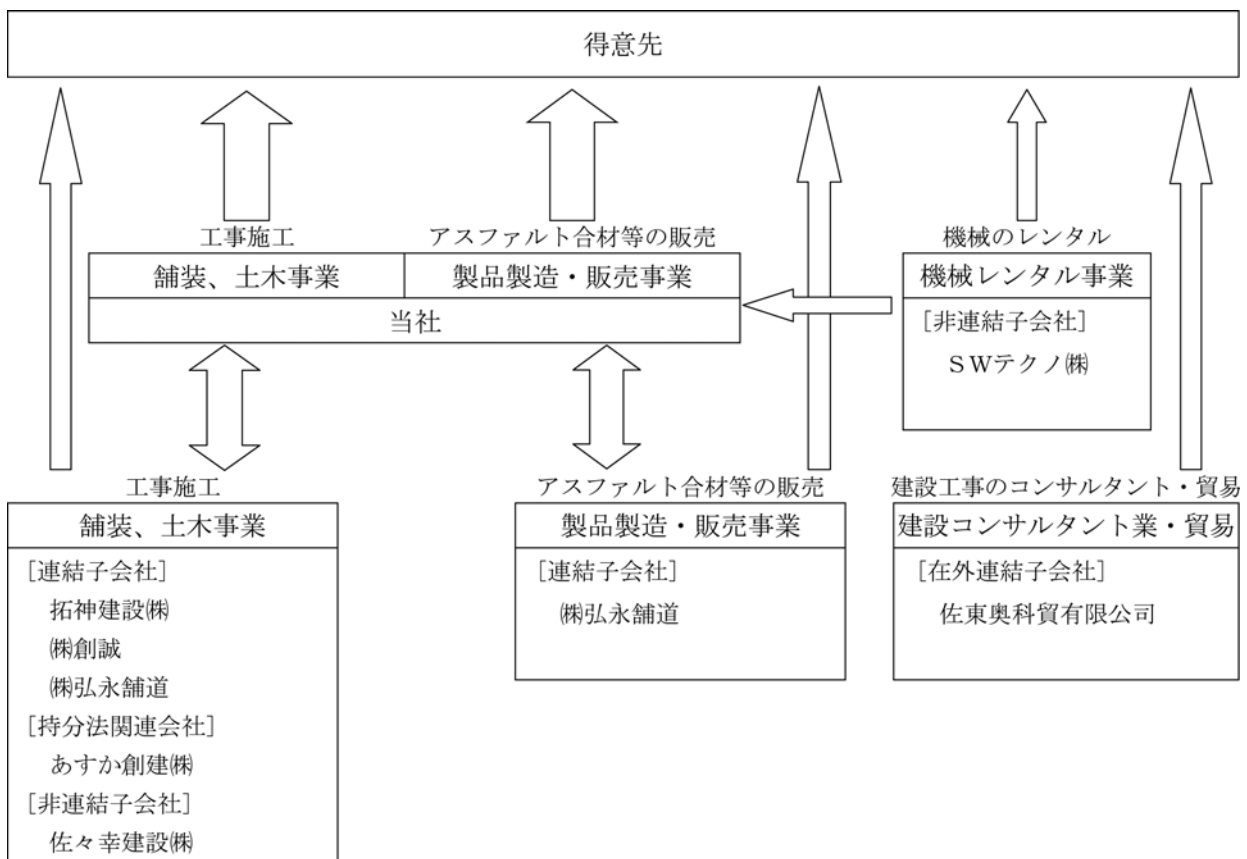 得意先
工事施工
アスファルト合材等の販売
機械のレンタル
舗装、土木事業
製品製造・販売事業
機械レンタル事業
当社
[非連結子会社]
ＳＷテクノ㈱
工事施工
アスファルト合材等の販売
建設工事のコンサルタント・貿易
舗装、土木事業
製品製造・販売事業
建設コンサルタント業・貿易
[連結子会社]
拓神建設㈱
㈱創誠
㈱弘永舗道
[持分法関連会社]
あすか創建㈱
[非連結子会社]
佐々幸建設㈱
[連結子会社]
㈱弘永舗道
[在外連結子会社]
佐東奥科貿有限公司